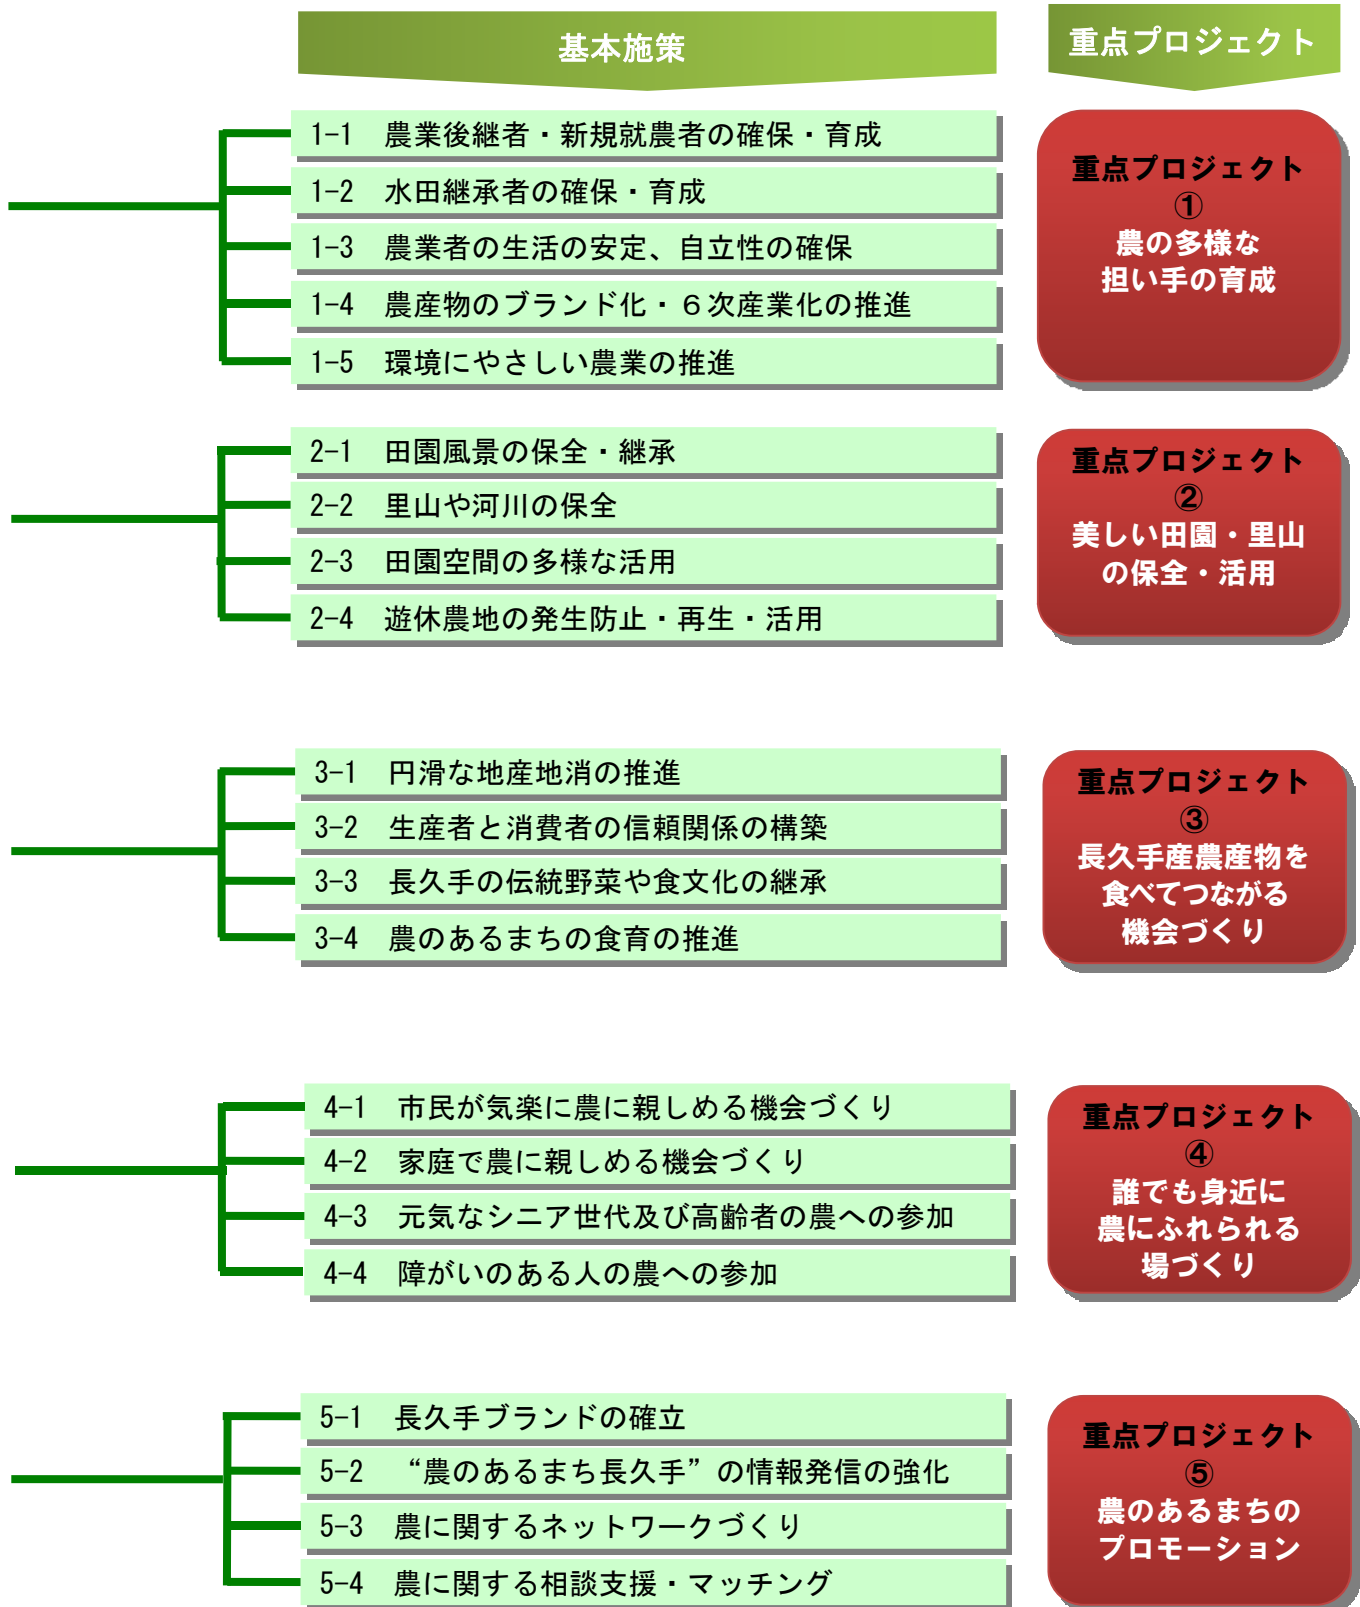 基本施策
重点プロジェクト
1-1 農業後継者・新規就農者の確保・育成
1-2 水田継承者の確保・育成
1-3 農業者の生活の安定、自立性の確保
1-4 農産物のブランド化・６次産業化の推進
1-5 環境にやさしい農業の推進
重点プロジェクト
①
農の多様な
担い手の育成
2-1 田園風景の保全・継承
2-2 里山や河川の保全
2-3 田園空間の多様な活用
2-4 遊休農地の発生防止・再生・活用
重点プロジェクト
②
美しい田園・里山
の保全・活用
3-1 円滑な地産地消の推進
3-2 生産者と消費者の信頼関係の構築
3-3 長久手の伝統野菜や食文化の継承
3-4 農のあるまちの食育の推進
重点プロジェクト
③
長久手産農産物を
食べてつながる
機会づくり
4-1 市民が気楽に農に親しめる機会づくり
4-2 家庭で農に親しめる機会づくり
4-3 元気なシニア世代及び高齢者の農への参加
4-4 障がいのある人の農への参加
重点プロジェクト
④
誰でも身近に
農にふれられる
場づくり
5-1 長久手ブランドの確立
5-2 “農のあるまち長久手”の情報発信の強化
5-3 農に関するネットワークづくり
5-4 農に関する相談支援・マッチング
重点プロジェクト
⑤
農のあるまちの
プロモーション